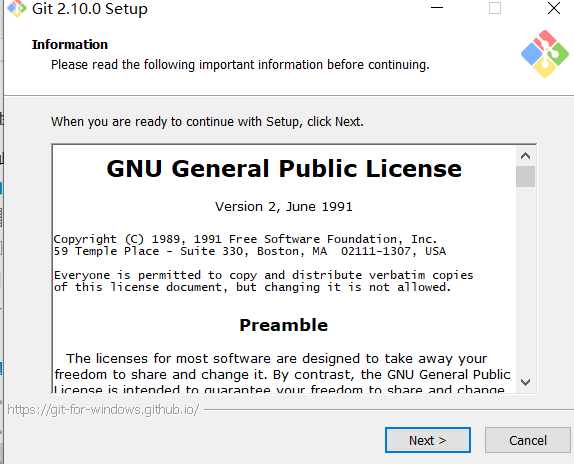 Git 2.10.0 Setup
Information
Please read the following important information before continuing.
When you are ready to continue with Setup, click Next.
GNU General Public License
Version 2, June 1991
Copyright (C) 1989, 1991 Free Software Foundation, Inc.
59 Temple Place - Suite 330, Boston, MA  02111-1307, USA
Everyone is permitted to copy and distribute verbatim copies
of this license document, but changing it is not allowed.
Preamble
The licenses for most software are designed to take away your
freedom to share and change it. By contrast, the GNU General Public
License is intended to guarantee your freedom to share and change
https://git-for-windows.github.io/
Next >
Cancel